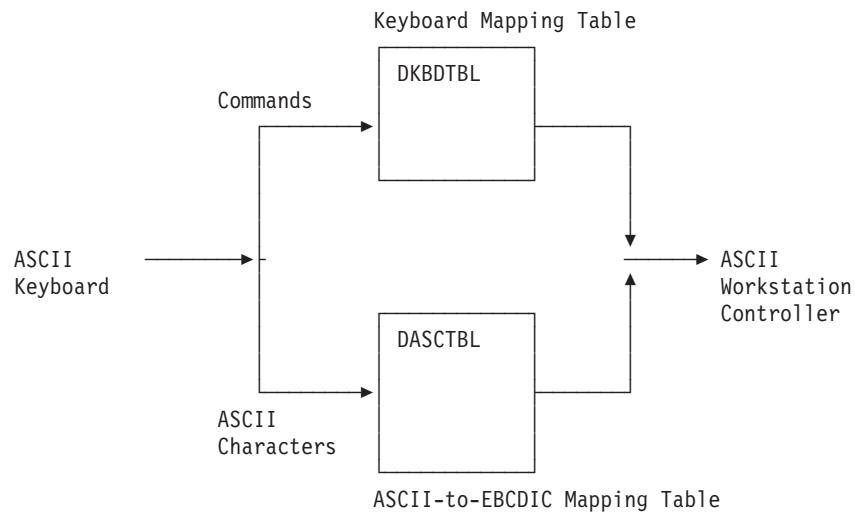 Keyboard Mapping Table
DKBDTBL
Commands
ASCII
Keyboard
ASCII
Workstation
Controller
DASCTBL
ASCII
Characters
ASCII-to-EBCDIC Mapping Table